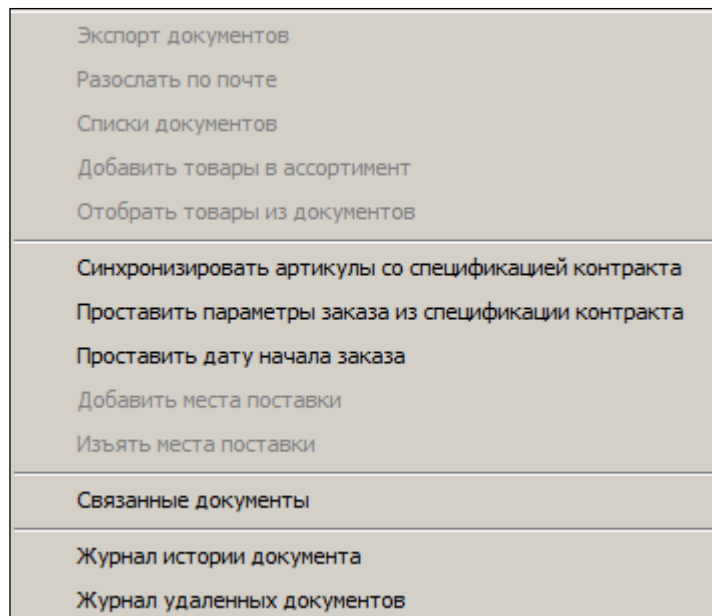 Экспорт документов
Разослать по почте
Списки документов
Добавить товары в ассортимент
Отобрать товары из документов
Синхронизировать артикулы со спецификацией контракта
Проставить параметры заказа из спецификации контракта
Проставить дату начала заказа
Добавить места поставки
Изъять места поставки
Связанные документы
Журнал истории документа
Журнал удаленных документов